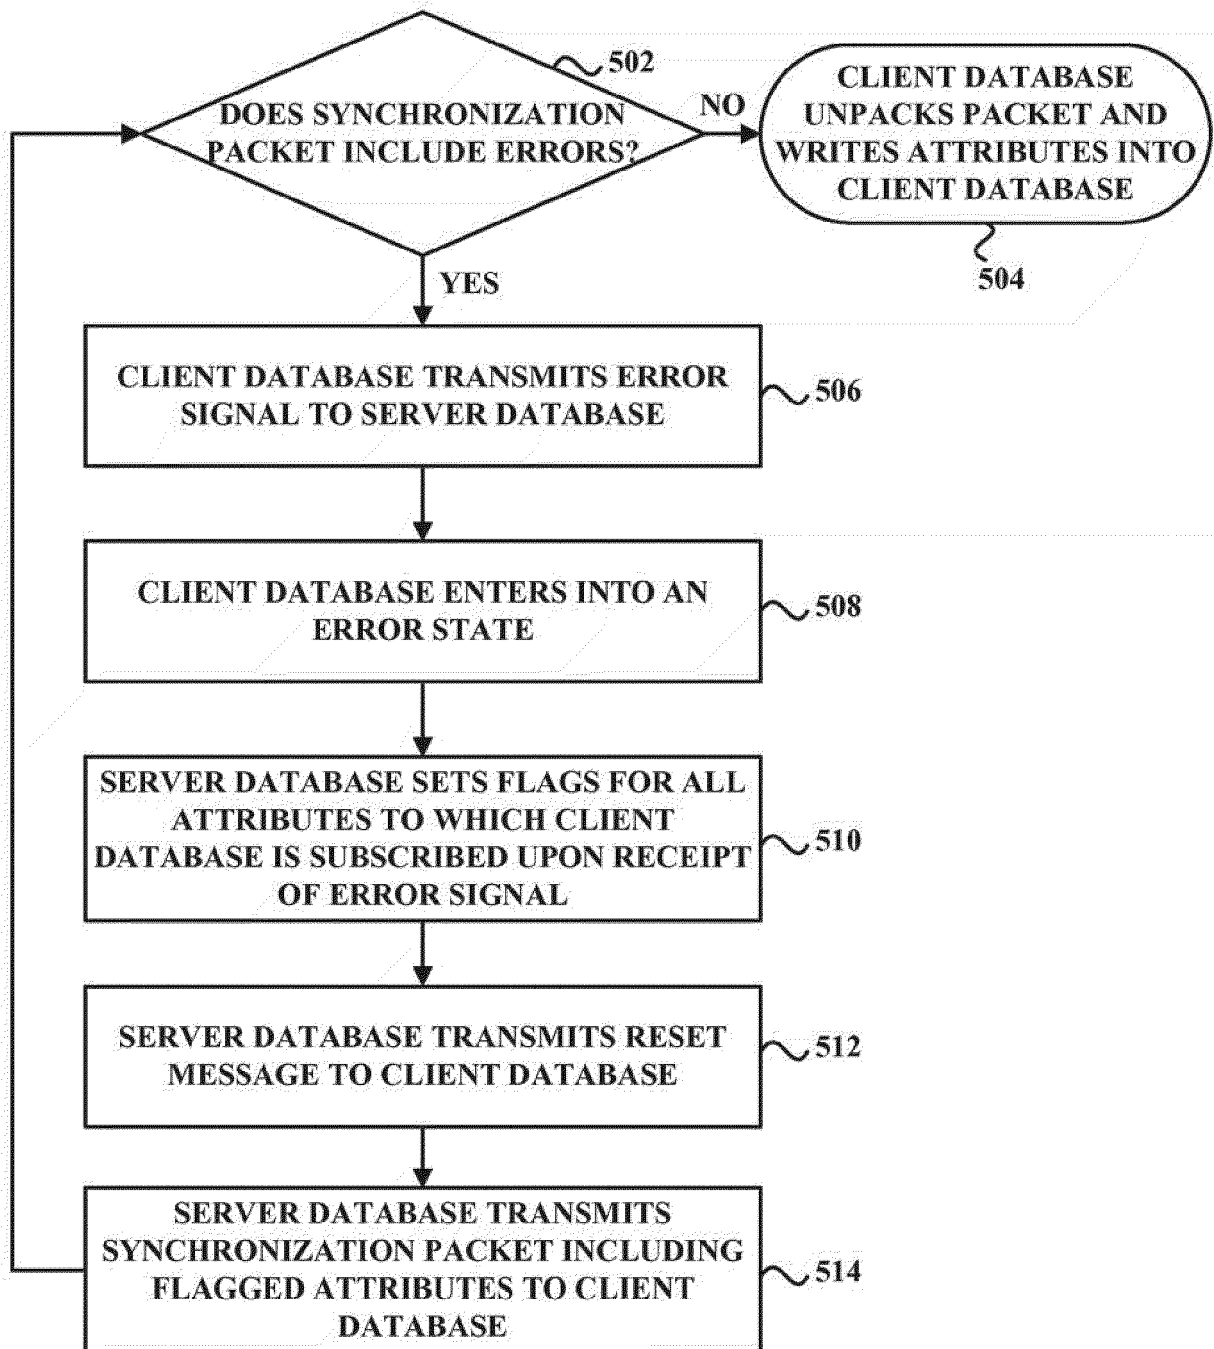 502
DOES SYNCHRONIZATION
PACKET INCLUDE ERRORS?
NO
CLIENT DATABASE
UNPACKS PACKET AND
WRITES ATTRIBUTES INTO
CLIENT DATABASE
504
YES
CLIENT DATABASE TRANSMITS ERROR
SIGNAL TO SERVER DATABASE
506
CLIENT DATABASE ENTERS INTO AN
ERROR STATE
508
SERVER DATABASE SETS FLAGS FOR ALL
ATTRIBUTES TO WHICH CLIENT
DATABASE IS SUBSCRIBED UPON RECEIPT
OF ERROR SIGNAL
510
SERVER DATABASE TRANSMITS RESET
MESSAGE TO CLIENT DATABASE
512
SERVER DATABASE TRANSMITS
SYNCHRONIZATION PACKET INCLUDING
FLAGGED ATTRIBUTES TO CLIENT
DATABASE
514